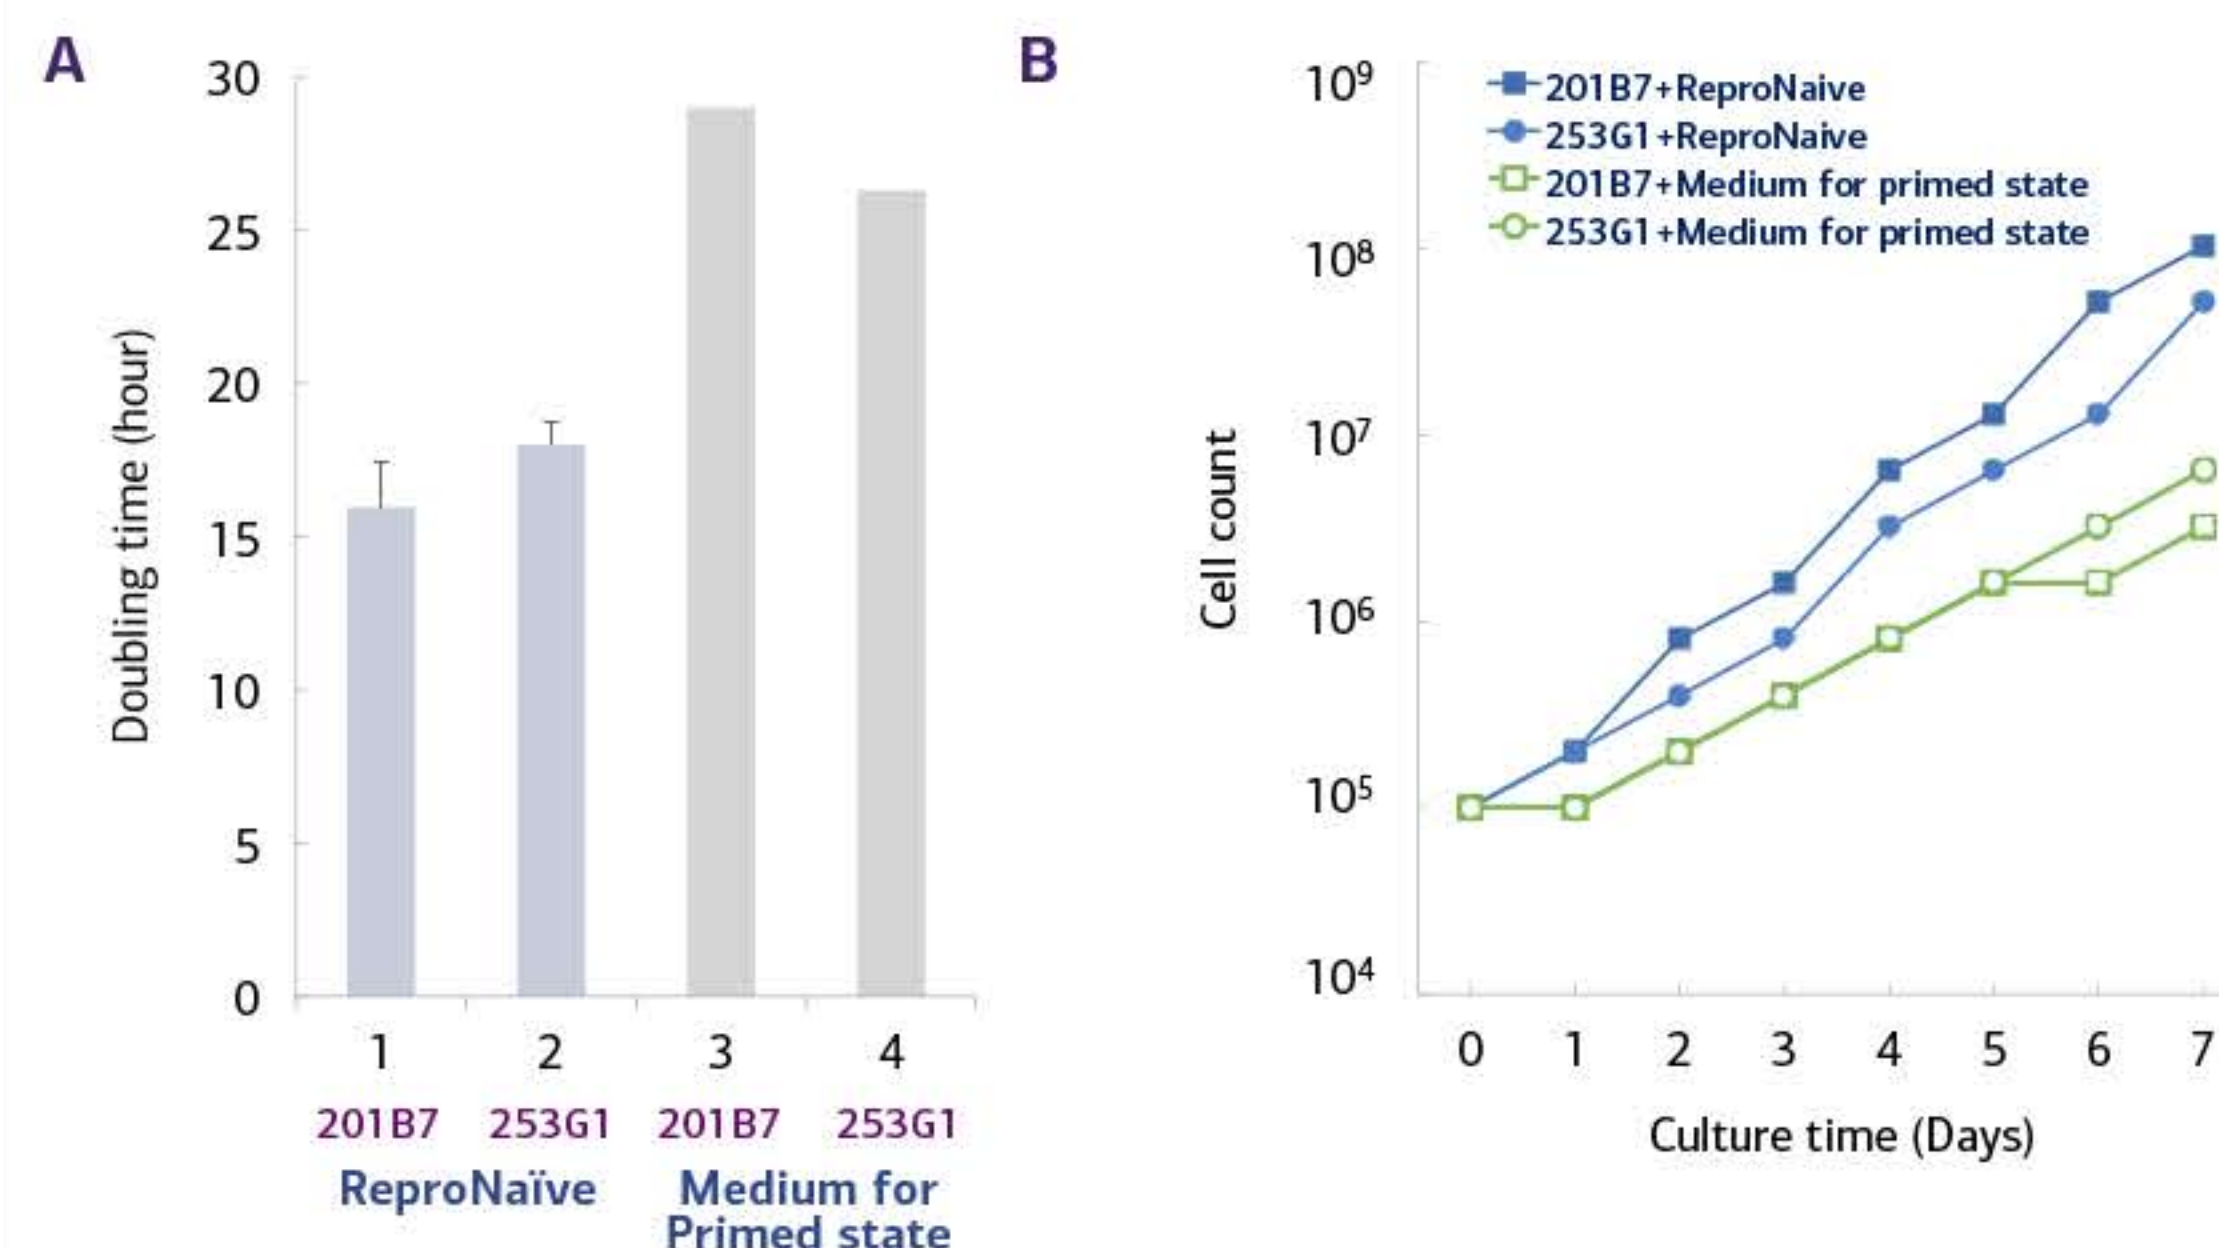 A
30
25
20
15
10
5
0
Doubling time (hour)
1 2 3 4
201B7 253G1 201B7 253G1
ReproNaïve Medium for
Primed state
B
10⁹
10⁸
10⁷
10⁶
10⁵
10⁴
Cell count
201B7+ReproNaive
253G1+ReproNaive
201B7+Medium for primed state
253G1+Medium for primed state
0 1 2 3 4 5 6 7
Culture time (Days)